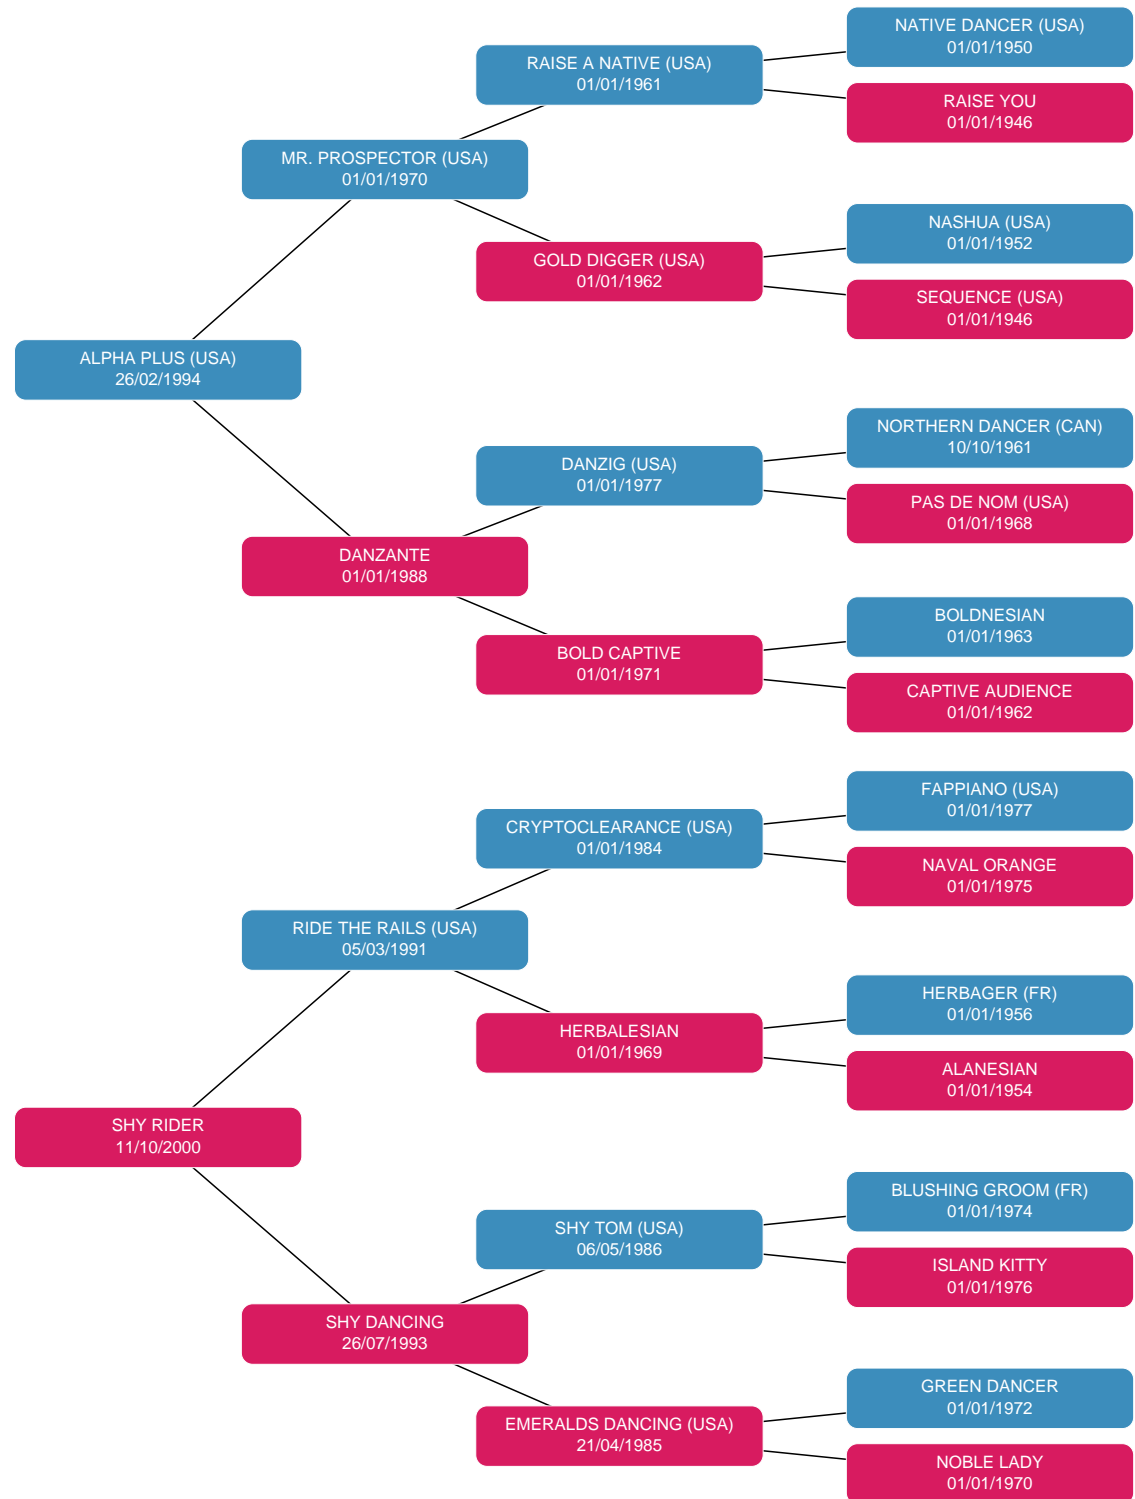 NATIVE DANCER (USA)
01/01/1950
RAISE A NATIVE (USA)
01/01/1961
RAISE YOU
01/01/1946
MR. PROSPECTOR (USA)
01/01/1970
NASHUA (USA)
01/01/1952
GOLD DIGGER (USA)
01/01/1962
SEQUENCE (USA)
01/01/1946
ALPHA PLUS (USA)
26/02/1994
NORTHERN DANCER (CAN)
10/10/1961
DANZIG (USA)
01/01/1977
PAS DE NOM (USA)
01/01/1968
DANZANTE
01/01/1988
BOLDNESIAN
01/01/1963
BOLD CAPTIVE
01/01/1971
CAPTIVE AUDIENCE
01/01/1962
FAPPIANO (USA)
01/01/1977
CRYPTOCLEARANCE (USA)
01/01/1984
NAVAL ORANGE
01/01/1975
RIDE THE RAILS (USA)
05/03/1991
HERBAGER (FR)
01/01/1956
HERBALESIAN
01/01/1969
ALANESIAN
01/01/1954
SHY RIDER
11/10/2000
BLUSHING GROOM (FR)
01/01/1974
SHY TOM (USA)
06/05/1986
ISLAND KITTY
01/01/1976
SHY DANCING
26/07/1993
GREEN DANCER
01/01/1972
EMERALDS DANCING (USA)
21/04/1985
NOBLE LADY
01/01/1970